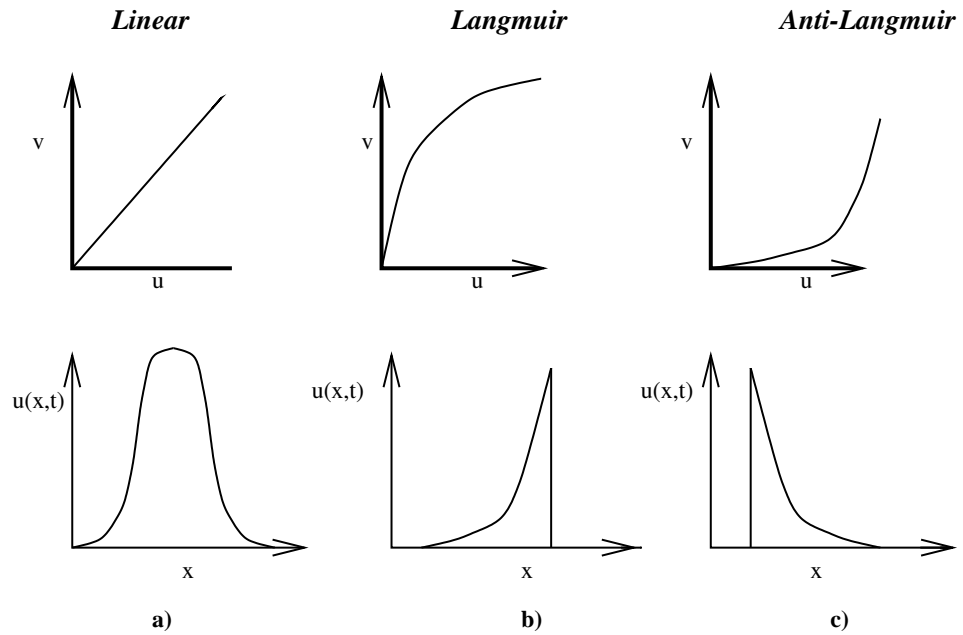 Linear Langmuir Anti-Langmuir
v v v
u u u
u(x,t) u(x,t) u(x,t)
x x x
a) b) c)